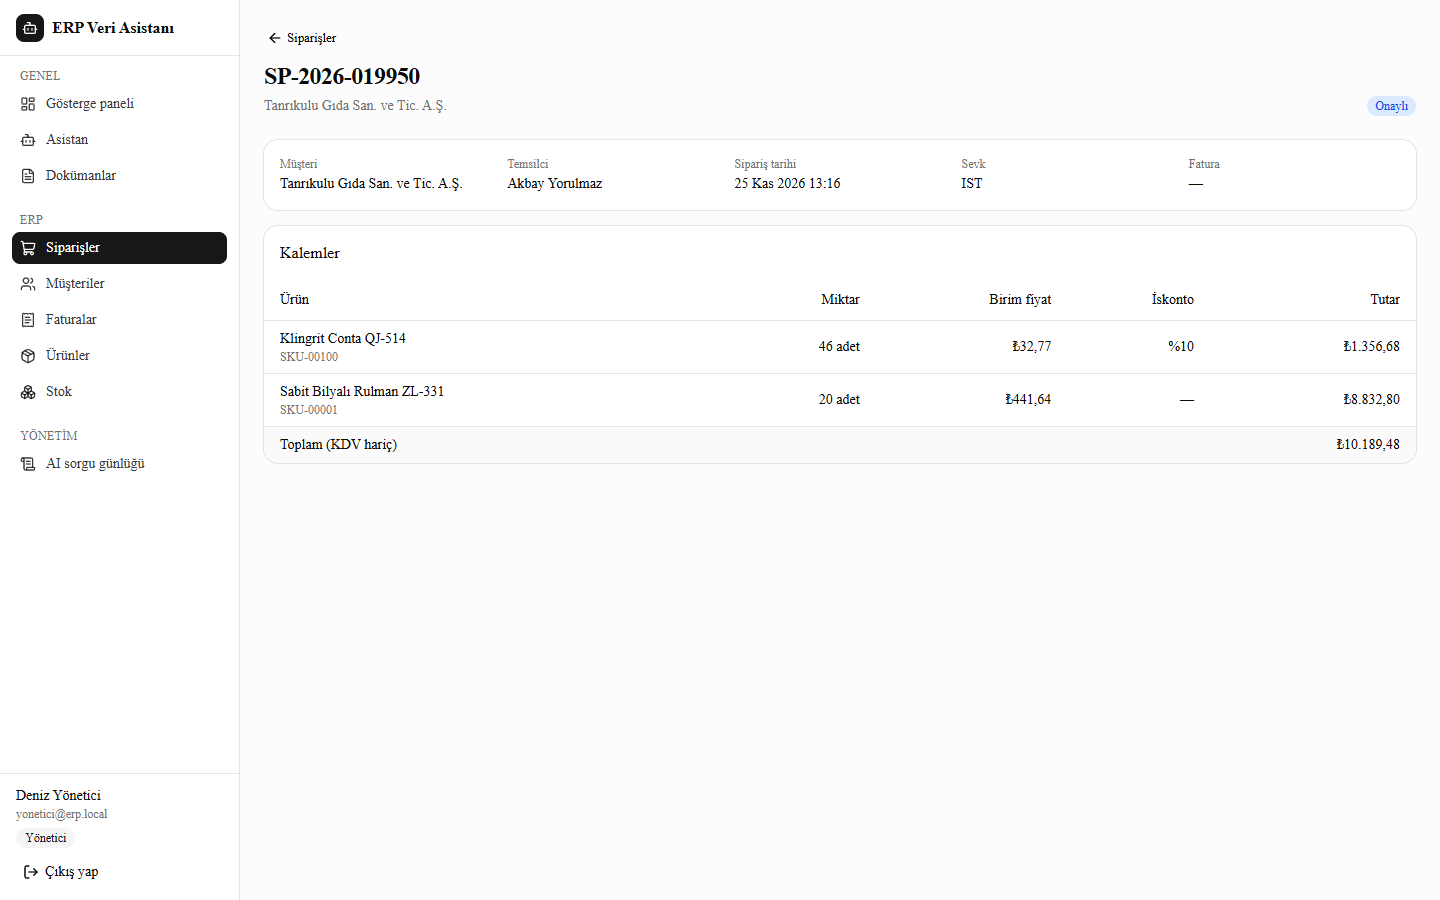 ERP Veri Asistanı
GENEL
Gösterge paneli
Asistan
Dokümanlar
ERP
Siparişler
Müşteriler
Faturalar
Ürünler
Stok
YÖNETİM
AI sorgu günlüğü
Deniz Yönetici
yonetici@erp.local
Yönetici
Çıkış yap
Siparişler
SP-2026-019950
Tanrıkulu Gıda San. ve Tic. A.Ş.
Onaylı
Müşteri Temsilci Sipariş tarihi Sevk Fatura
Tanrıkulu Gıda San. ve Tic. A.Ş. Akbay Yorulmaz 25 Kas 2026 13:16 IST —
Kalemler
Ürün Miktar Birim fiyat İskonto Tutar
Klingrit Conta QJ-514
SKU-00100
46 adet ₺32,77 %10 ₺1.356,68
Sabit Bilyalı Rulman ZL-331
SKU-00001
20 adet ₺441,64 — ₺8.832,80
Toplam (KDV hariç) ₺10.189,48